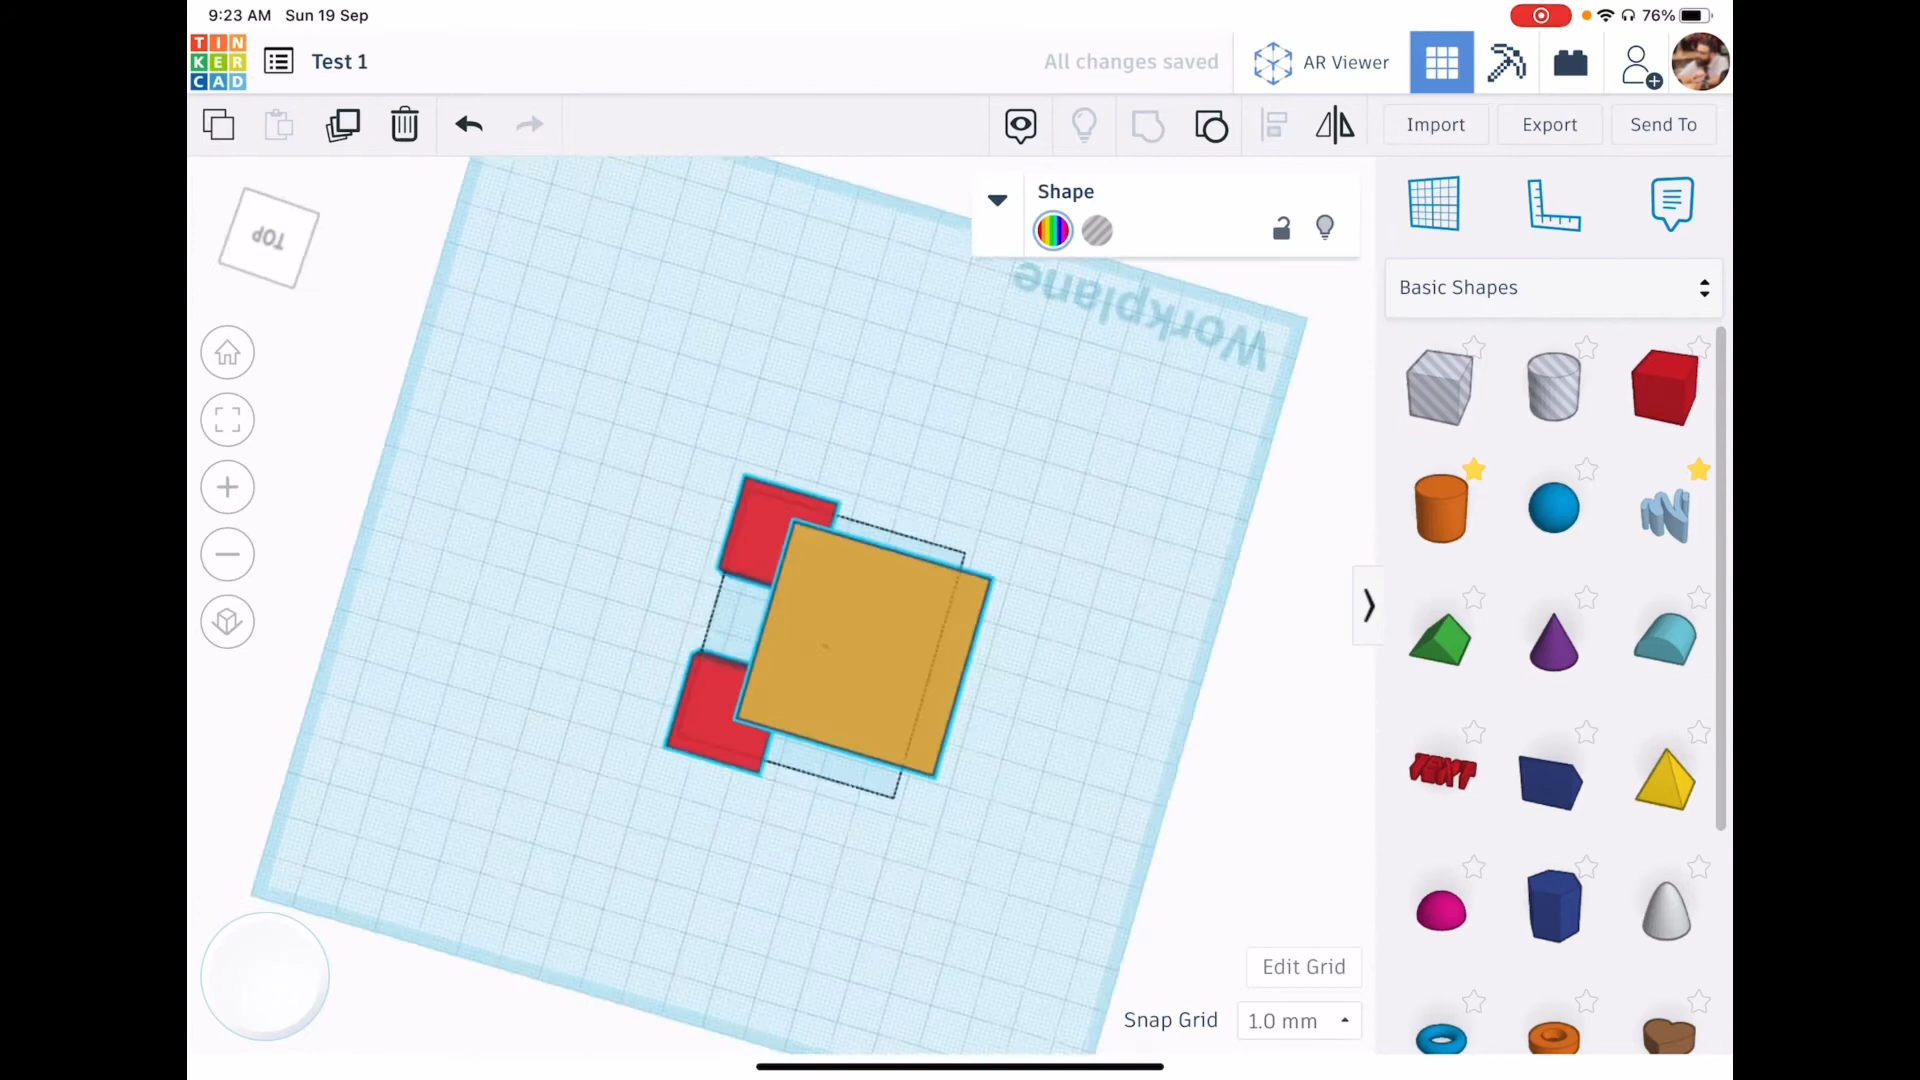 9:23 AM Sun 19 Sep
76%
TIN
KER
CAD
Test 1
All changes saved
AR Viewer
Import
Export
Send To
Shape
TOP
Workplane
Basic Shapes
TEXT
Edit Grid
Snap Grid
1.0 mm